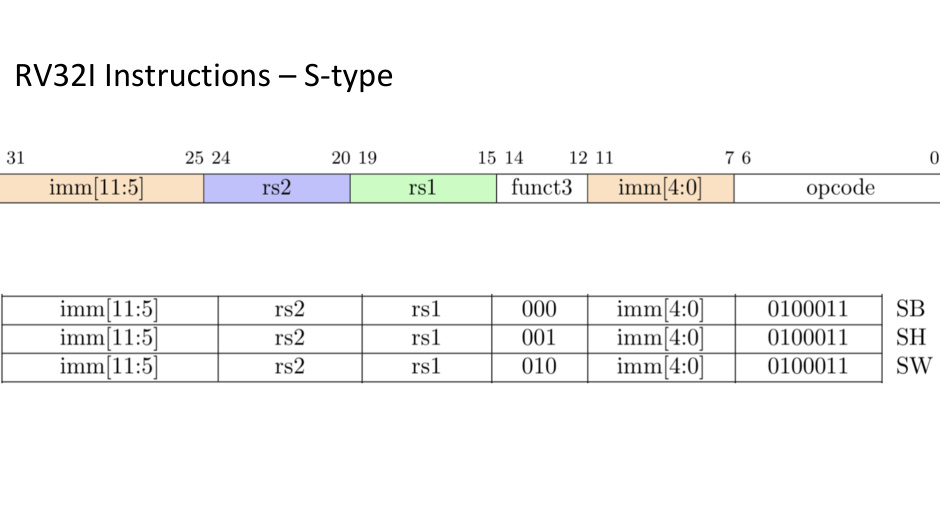 RV32I Instructions – S-type
31 25 24 20 19 15 14 12 11 7 6 0
imm[11:5] rs2 rs1 funct3 imm[4:0] opcode
imm[11:5] rs2 rs1 000 imm[4:0] 0100011 SB
imm[11:5] rs2 rs1 001 imm[4:0] 0100011 SH
imm[11:5] rs2 rs1 010 imm[4:0] 0100011 SW